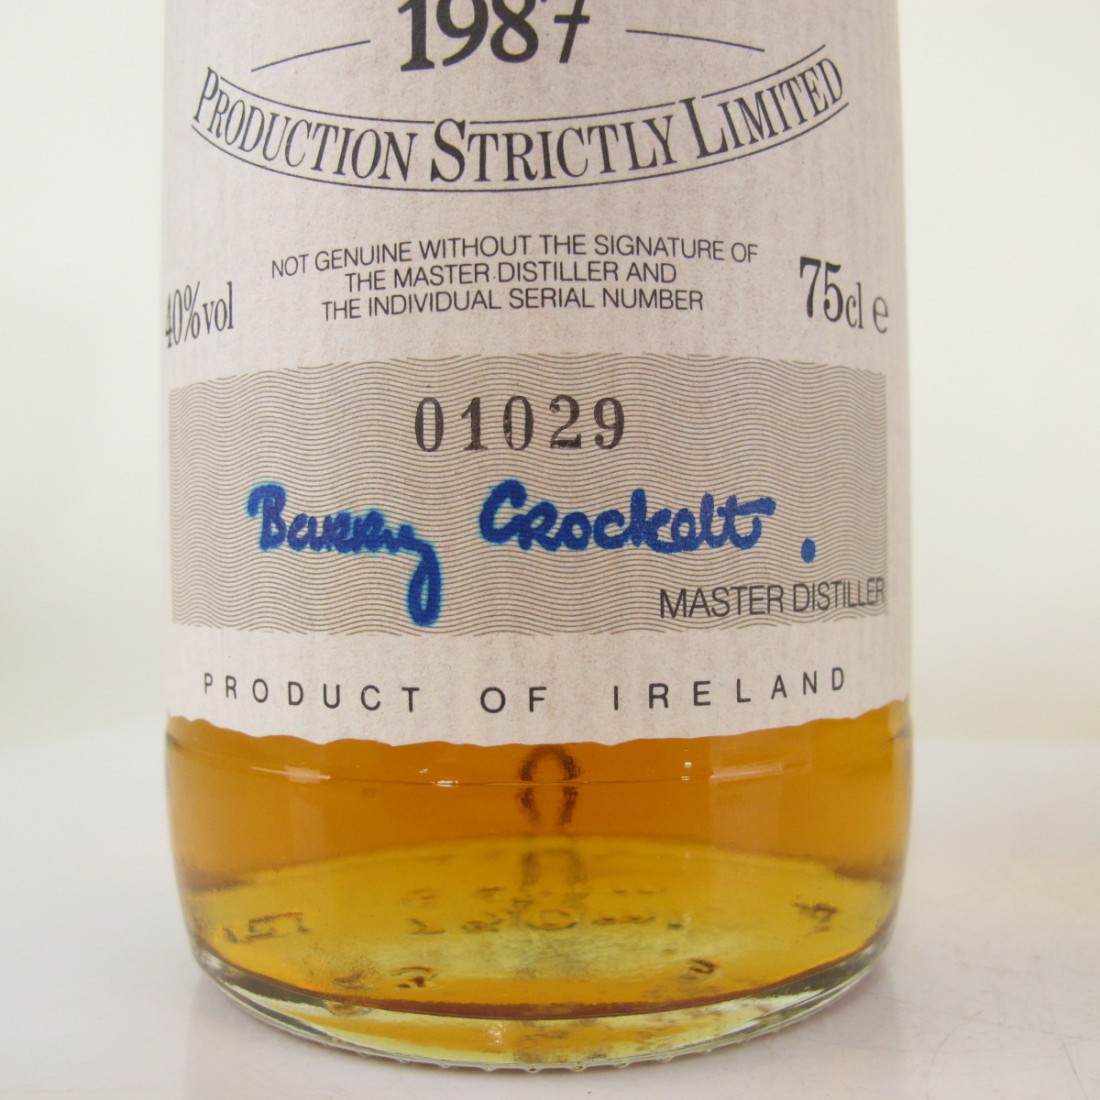 1987
PRODUCTION STRICTLY LIMITED
NOT GENUINE WITHOUT THE SIGNATURE OF
THE MASTER DISTILLER AND
THE INDIVIDUAL SERIAL NUMBER
40%vol
75cl e
01029
Barry Crockett.
MASTER DISTILLER
PRODUCT OF IRELAND